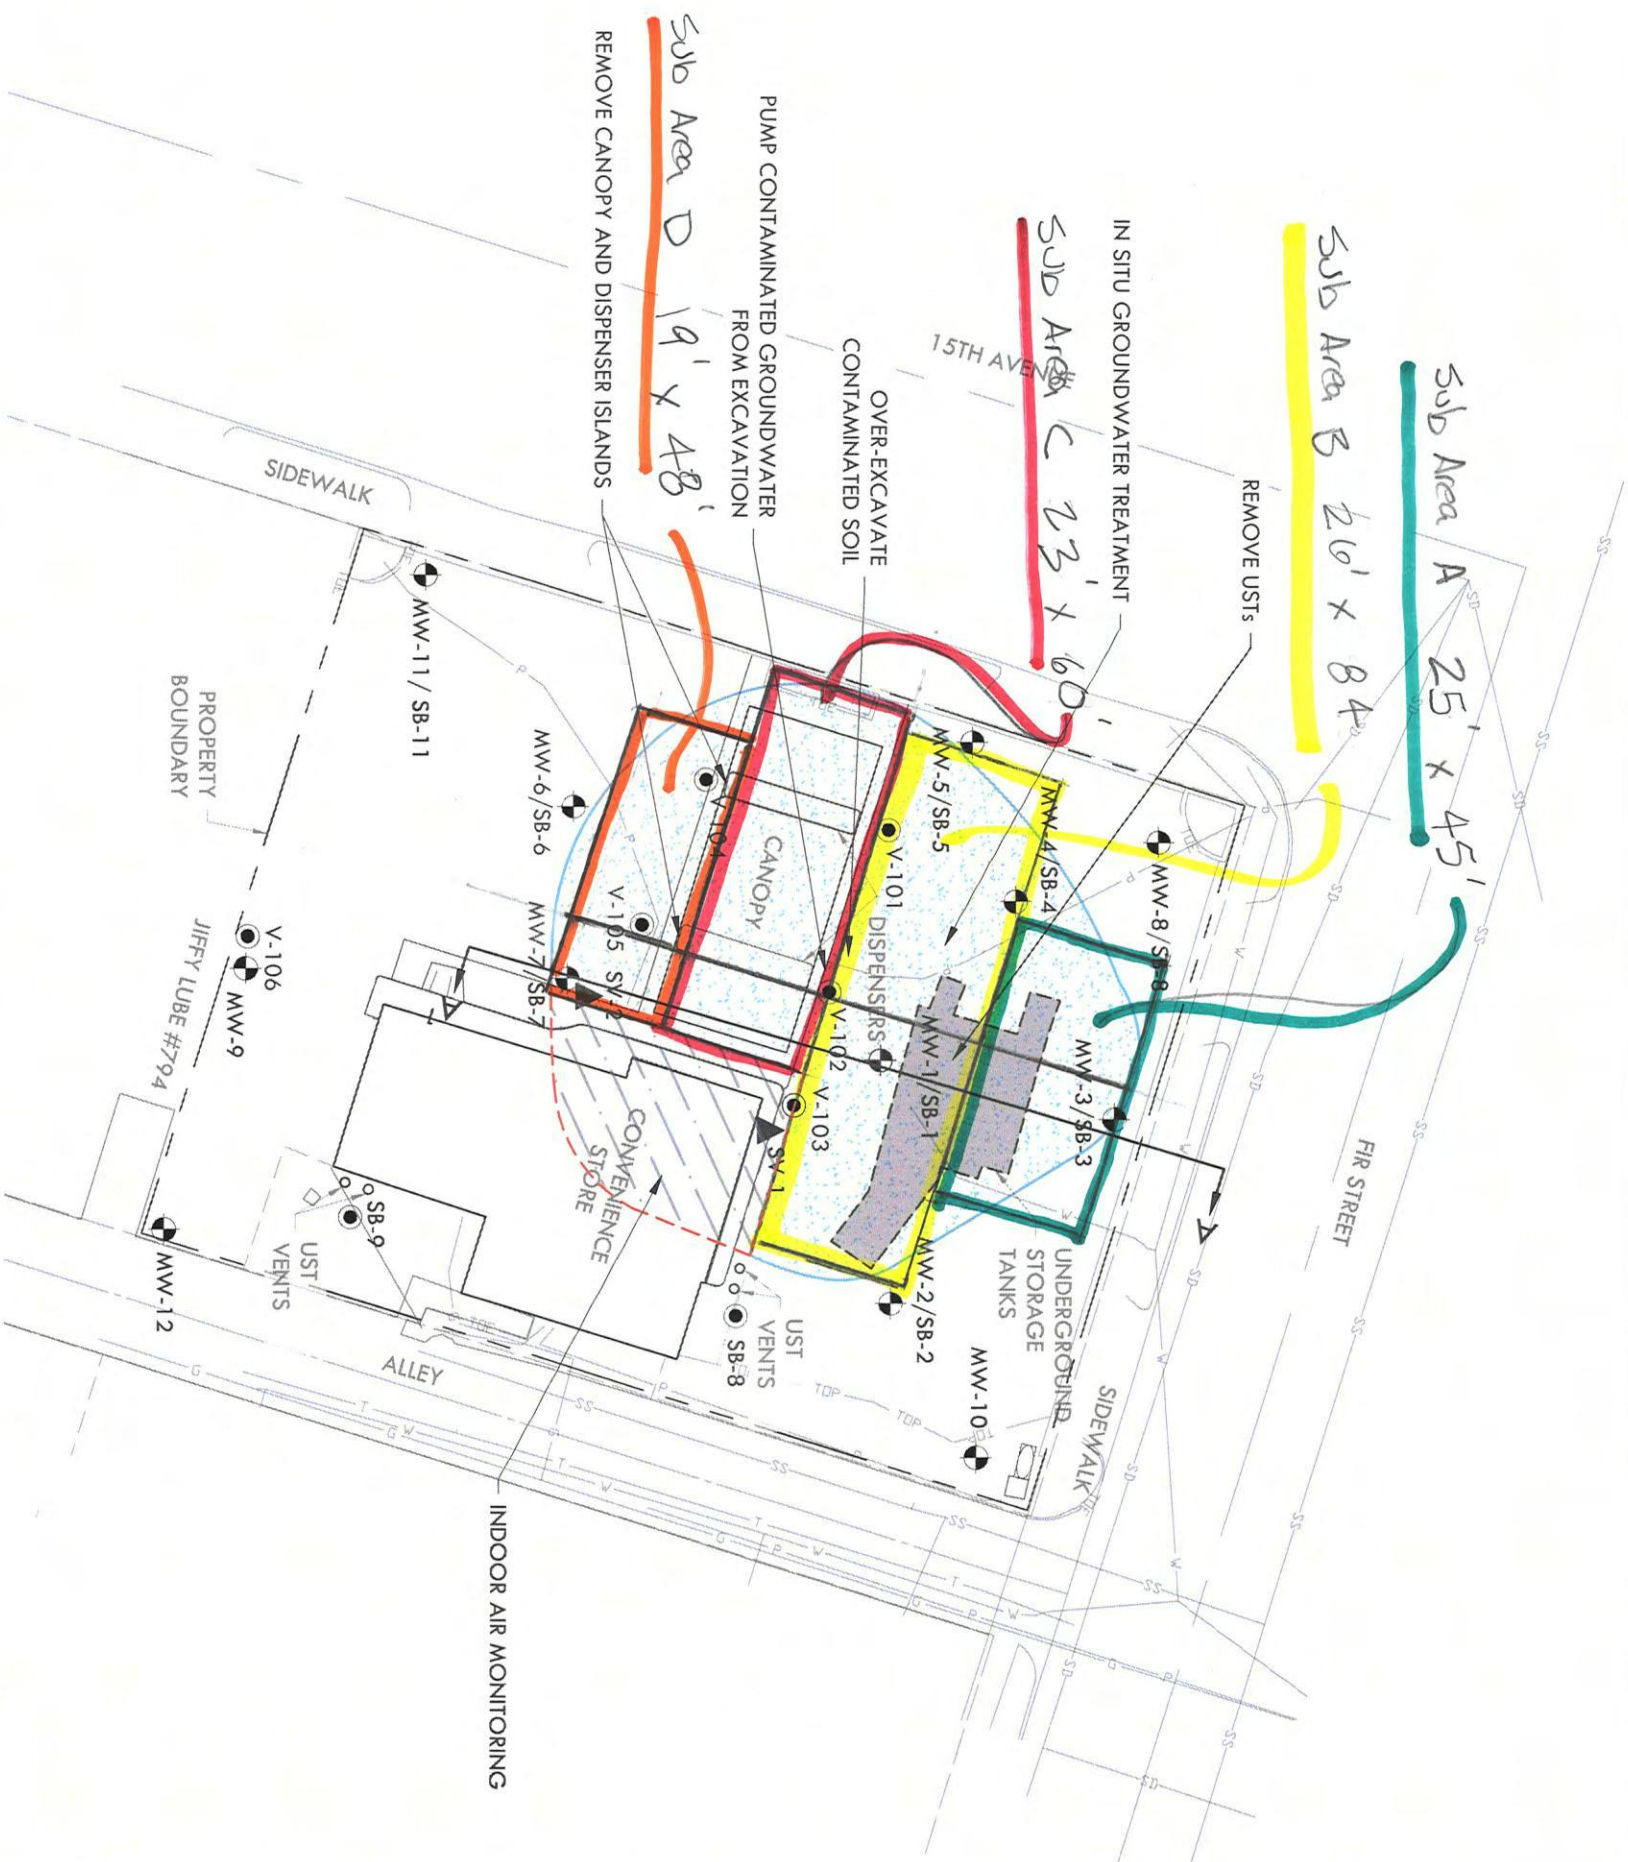 Sub Area A 25' x 45'
Sub Area B 26' x 84'
REMOVE USTs
IN SITU GROUNDWATER TREATMENT
Sub Area C 23' x 60'
15TH AVENUE
OVER-EXCAVATE
CONTAMINATED SOIL
PUMP CONTAMINATED GROUNDWATER
FROM EXCAVATION
Sub Area D 19' x 48'
REMOVE CANOPY AND DISPENSER ISLANDS
SIDEWALK
FIR STREET
MW-8/SB-8
MW-4/SB-4
MW-3/SB-3
MW-5/SB-5
MW-1/SB-1
V-101
DISPENSERS
V-102
V-103
CANOPY
SV-1
V-104
V-105
SV-2
MW-6/SB-6
MW-7/SB-7
MW-11/ SB-11
MW-2/SB-2
UNDERGROUND
STORAGE
TANKS
MW-10
SIDEWALK
UST
VENTS
SB-8
CONVENIENCE
STORE
PROPERTY
BOUNDARY
V-106
MW-9
JIFFY LUBE #794
SB-9
UST
VENTS
MW-12
ALLEY
INDOOR AIR MONITORING
A
A'
TOP
TOP